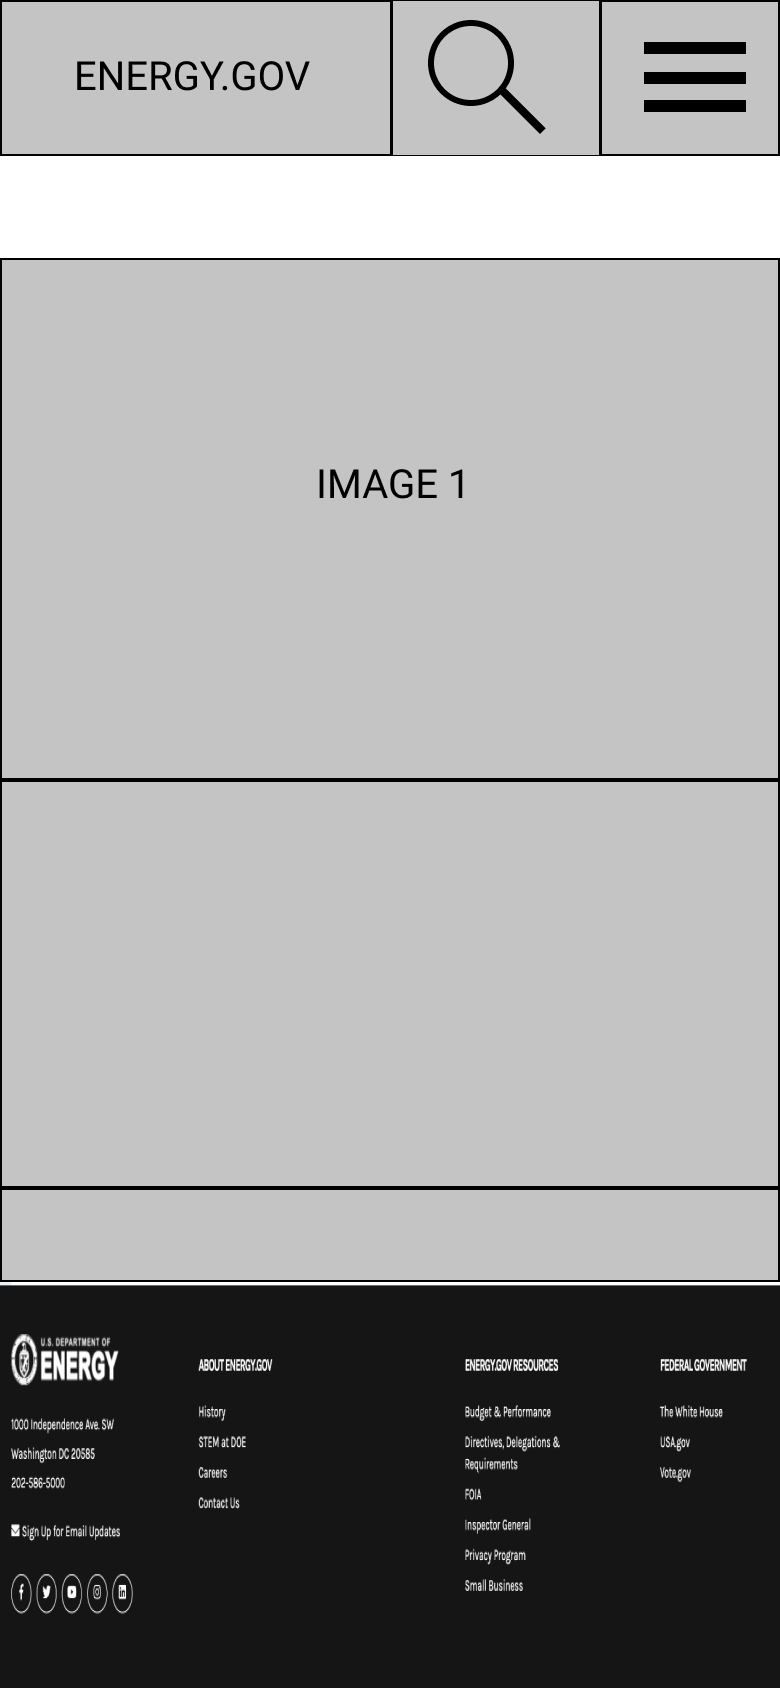 ENERGY.GOV
IMAGE 1
U.S. DEPARTMENT OF
ENERGY
1000 Independence Ave. SW
Washington DC 20585
202-586-5000
Sign Up for Email Updates
ABOUT ENERGY.GOV
History
STEM at DOE
Careers
Contact Us
ENERGY.GOV RESOURCES
Budget & Performance
Directives, Delegations &
Requirements
FOIA
Inspector General
Privacy Program
Small Business
FEDERAL GOVERNMENT
The White House
USA.gov
Vote.gov